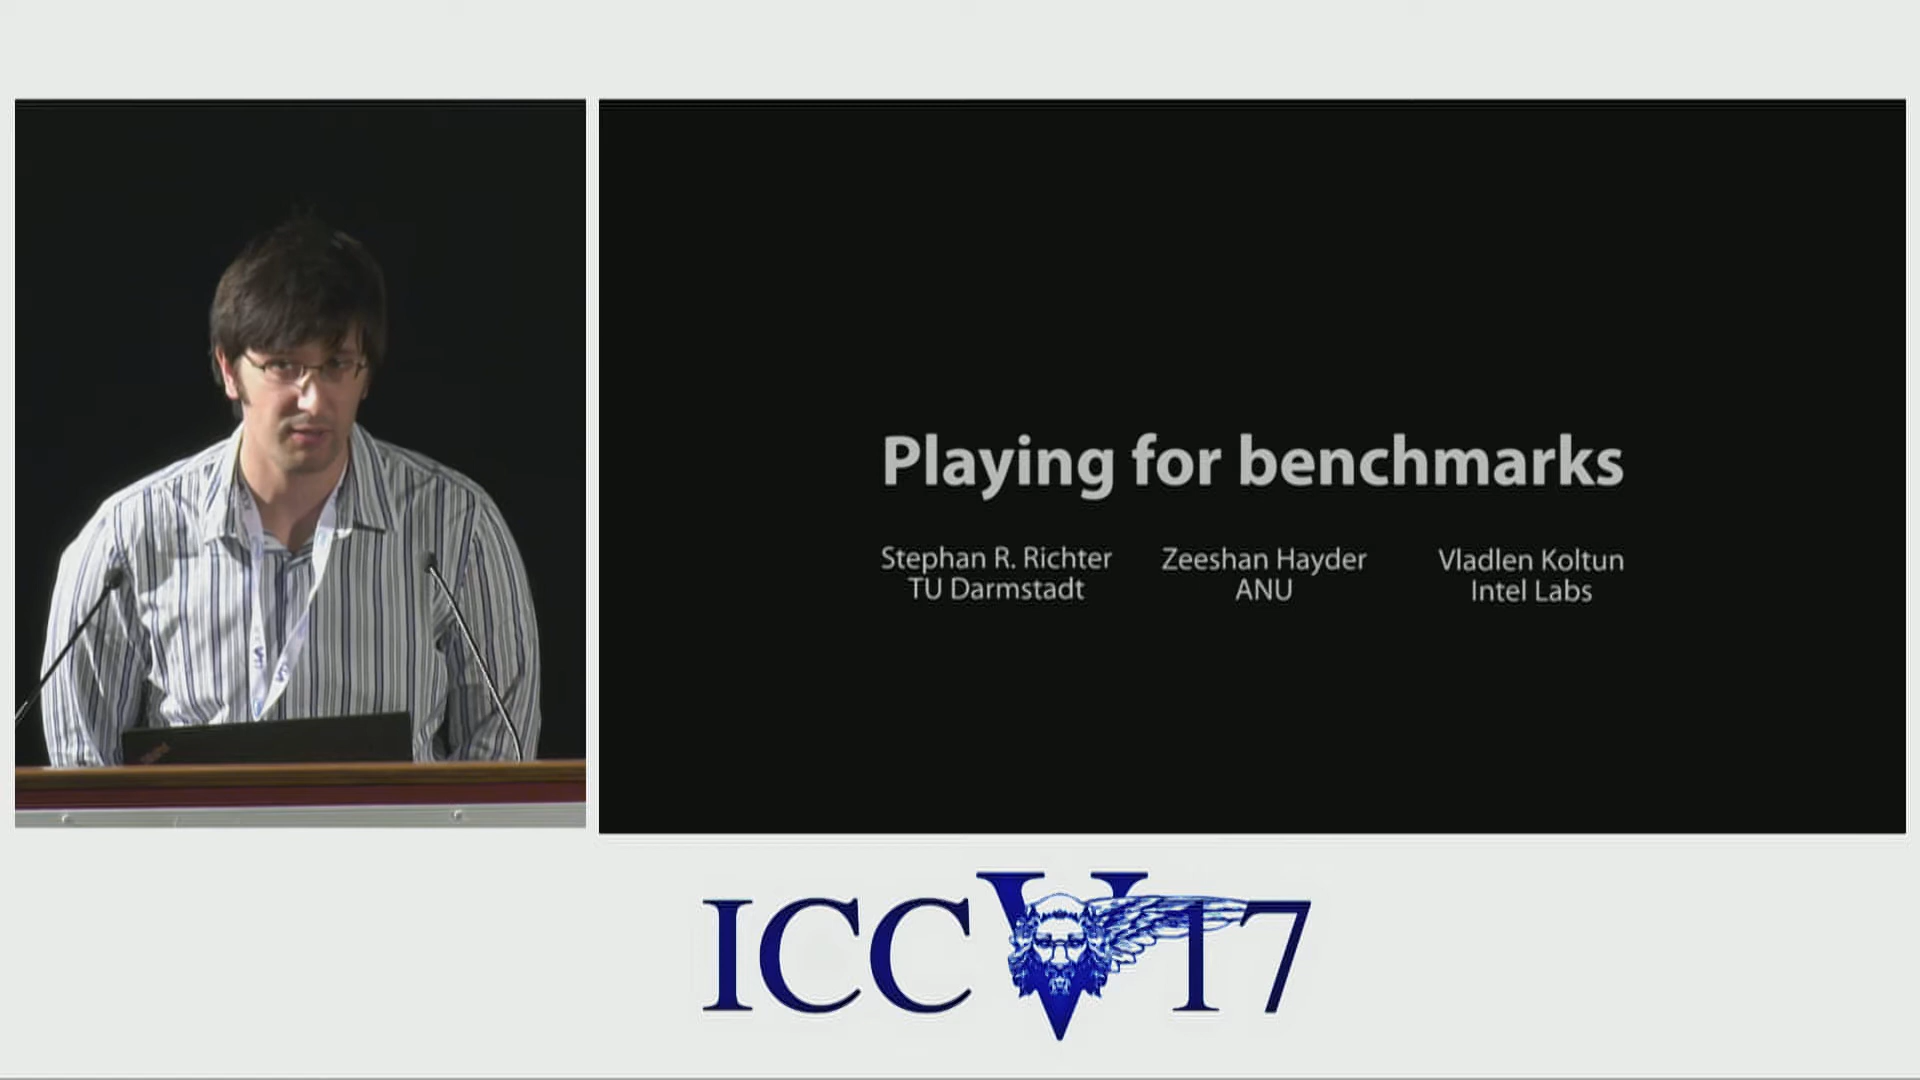 Playing for benchmarks
Stephan R. Richter
TU Darmstadt
Zeeshan Hayder
ANU
Vladlen Koltun
Intel Labs
ICCV17